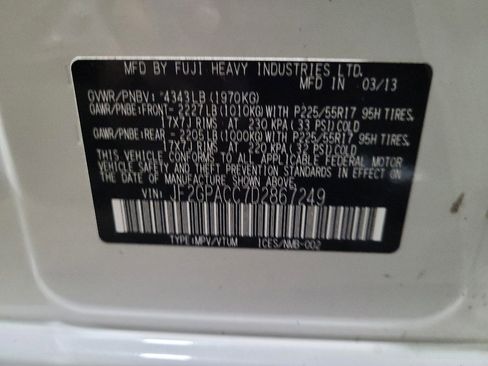 MFD BY FUJI HEAVY INDUSTRIES LTD.
MFD IN 03/13
GVWR/PNBV: 4343LB (1970KG)
GAWR/PNBE:FRONT- 2227LB(1010KG)WITH P225/55R17 95H TIRES,
17X7J RIMS AT 230 KPA( 33 PSI)COLD
GAWR/PNBE:REAR - 2205LB(1000KG)WITH P225/55R17 95H TIRES,
17X7J RIMS AT 220 KPA( 32 PSI)COLD
THIS VEHICLE CONFORMS TO ALL APPLICABLE FEDERAL MOTOR
VEHICLE SAFETY AND THEFT PREVENTION STANDARDS IN EFFECT ON
THE DATE OF MANUFACTURE SHOWN ABOVE.
VIN: JF2GPACC7D2867249
TYPE:MPV/VTUM ICES/NMB-002